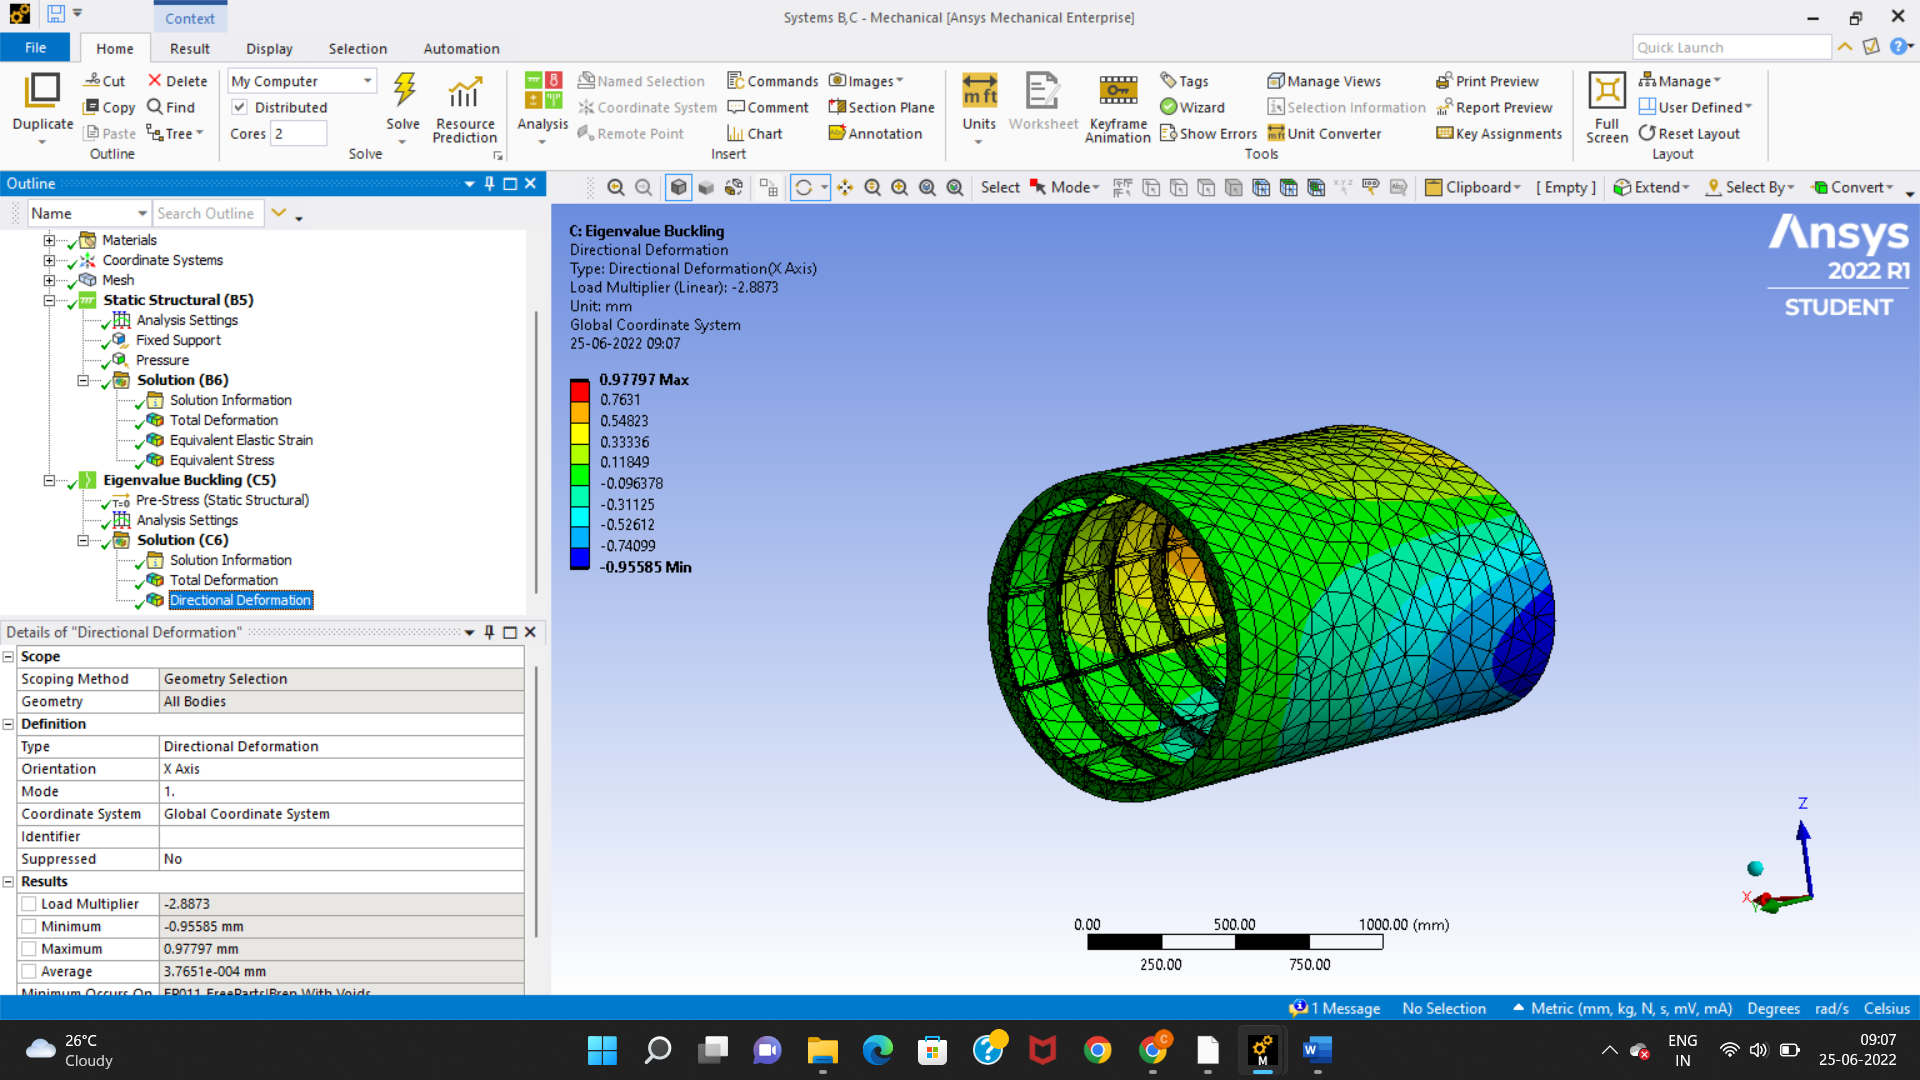 Context
Systems B,C - Mechanical [Ansys Mechanical Enterprise]
File Home Result Display Selection Automation
Quick Launch
Duplicate
Cut
Copy
Paste
Delete
Find
Tree
Outline
My Computer
Distributed
Cores 2
Solve
Resource
Prediction
Solve
Analysis
Named Selection
Coordinate System
Remote Point
Commands
Comment
Chart
Images
Section Plane
Annotation
Insert
Units
Worksheet
Keyframe
Animation
Tags
Wizard
Show Errors
Manage Views
Selection Information
Unit Converter
Print Preview
Report Preview
Key Assignments
Tools
Full
Screen
Manage
User Defined
Reset Layout
Layout
Outline
Name Search Outline
Select Mode Clipboard [ Empty ] Extend Select By Convert
Materials
Coordinate Systems
Mesh
Static Structural (B5)
Analysis Settings
Fixed Support
Pressure
Solution (B6)
Solution Information
Total Deformation
Equivalent Elastic Strain
Equivalent Stress
Eigenvalue Buckling (C5)
Pre-Stress (Static Structural)
Analysis Settings
Solution (C6)
Solution Information
Total Deformation
Directional Deformation
Details of "Directional Deformation"
Scope
Scoping Method Geometry Selection
Geometry All Bodies
Definition
Type Directional Deformation
Orientation X Axis
Mode 1.
Coordinate System Global Coordinate System
Identifier
Suppressed No
Results
Load Multiplier -2.8873
Minimum -0.95585 mm
Maximum 0.97797 mm
Average 3.7651e-004 mm
Minimum Occurs On EP011-FreeParts|Bren With Voids
C: Eigenvalue Buckling
Directional Deformation
Type: Directional Deformation(X Axis)
Load Multiplier (Linear): -2.8873
Unit: mm
Global Coordinate System
25-06-2022 09:07
0.97797 Max
0.7631
0.54823
0.33336
0.11849
-0.096378
-0.31125
-0.52612
-0.74099
-0.95585 Min
Ansys
2022 R1
STUDENT
Z
X
Y
0.00 500.00 1000.00 (mm)
250.00 750.00
1 Message No Selection Metric (mm, kg, N, s, mV, mA) Degrees rad/s Celsius
26°C
Cloudy
ENG
IN
09:07
25-06-2022